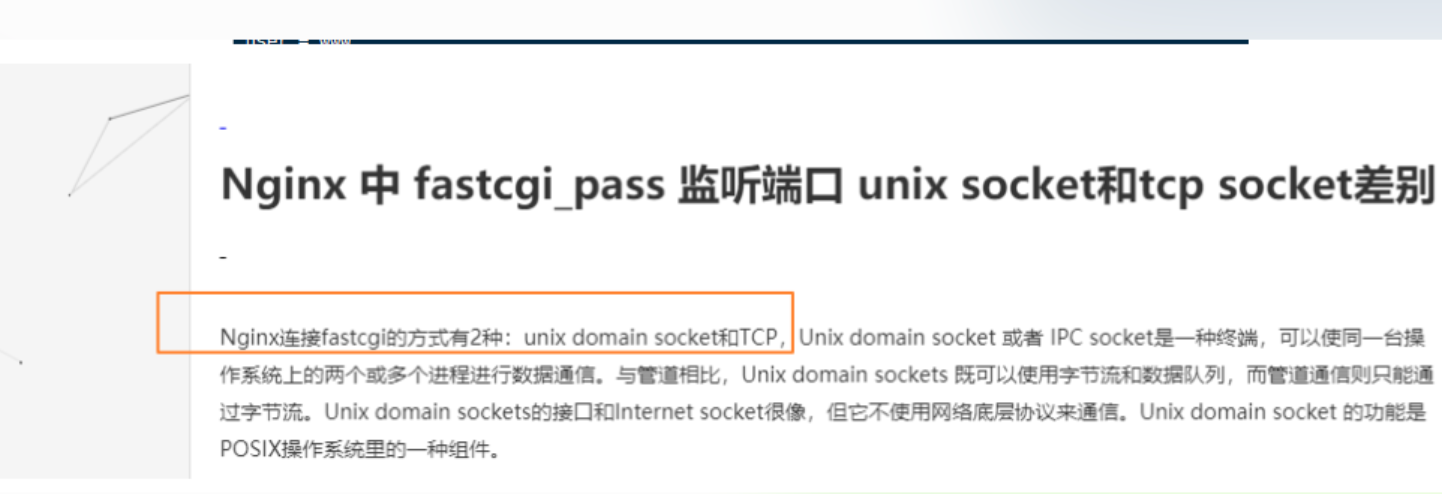 user = www
-
Nginx 中 fastcgi_pass 监听端口 unix socket和tcp socket差别
-
Nginx连接fastcgi的方式有2种：unix domain socket和TCP，Unix domain socket 或者 IPC socket是一种终端，可以使同一台操
作系统上的两个或多个进程进行数据通信。与管道相比，Unix domain sockets 既可以使用字节流和数据队列，而管道通信则只能通
过字节流。Unix domain sockets的接口和Internet socket很像，但它不使用网络底层协议来通信。Unix domain socket 的功能是
POSIX操作系统里的一种组件。